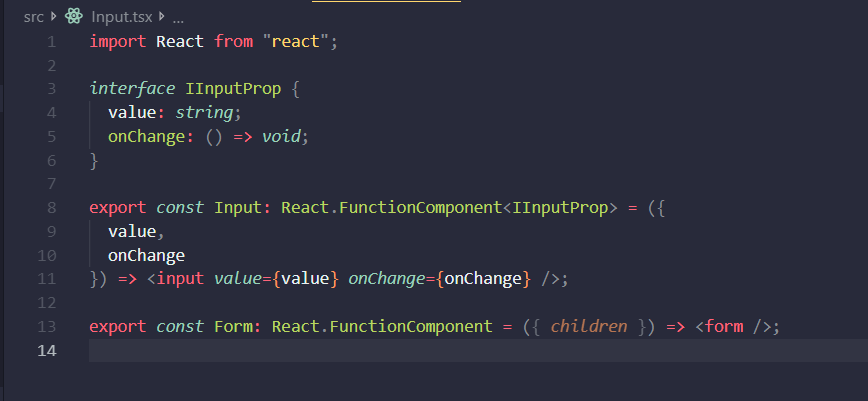 src Input.tsx ...
1 import React from "react";
2
3 interface IInputProp {
4 value: string;
5 onChange: () => void;
6 }
7
8 export const Input: React.FunctionComponent<IInputProp> = ({
9 value,
10 onChange
11 }) => <input value={value} onChange={onChange} />;
12
13 export const Form: React.FunctionComponent = ({ children }) => <form />;
14